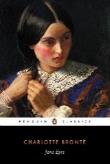 PENGUIN CLASSICS
CHARLOTTE BRONTË
Jane Eyre